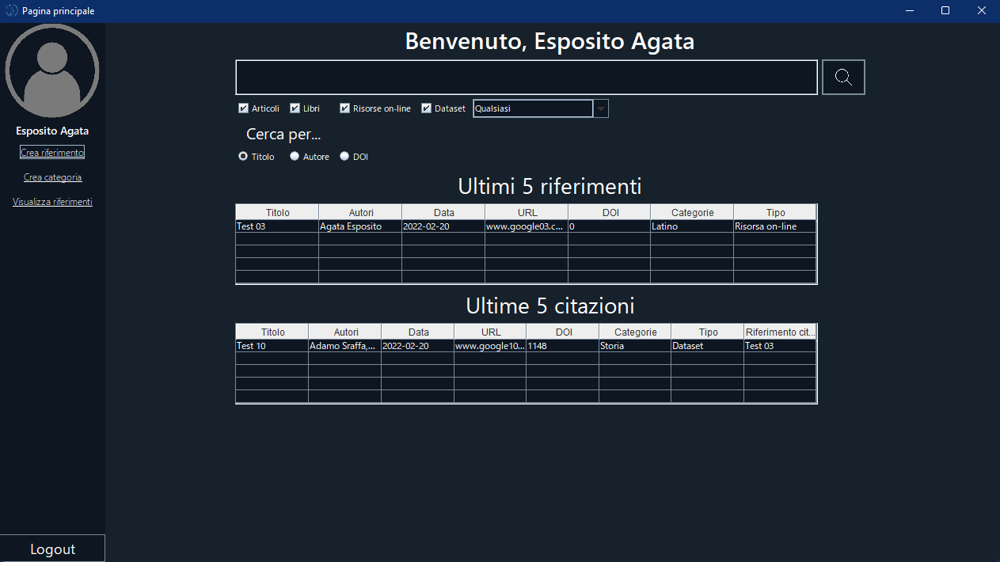 Pagina principale
Benvenuto, Esposito Agata
Articoli Libri Risorse on-line Dataset Qualsiasi
Cerca per...
Titolo Autore DOI
Esposito Agata
Crea riferimento
Crea categoria
Visualizza riferimenti
Ultimi 5 riferimenti
Titolo Autori Data URL DOI Categorie Tipo
Test 03 Agata Esposito 2022-02-20 www.google03.c... 0 Latino Risorsa on-line
Ultime 5 citazioni
Titolo Autori Data URL DOI Categorie Tipo Riferimento cit...
Test 10 Adamo Sraffa,... 2022-02-20 www.google10... 1148 Storia Dataset Test 03
Logout